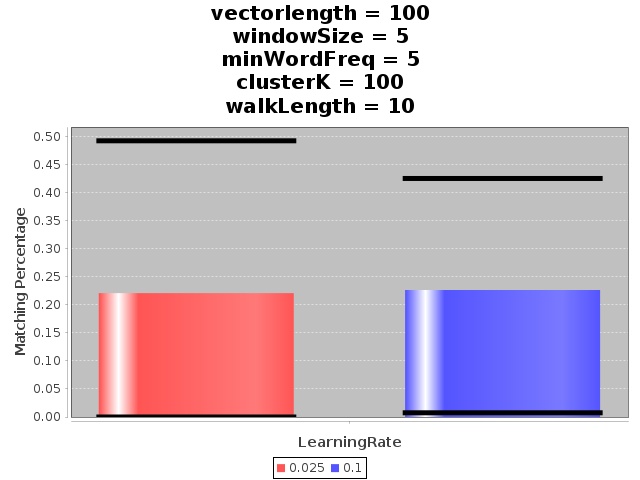 vectorlength = 100
windowSize = 5
minWordFreq = 5
clusterK = 100
walkLength = 10
Matching Percentage
0.50
0.45
0.40
0.35
0.30
0.25
0.20
0.15
0.10
0.05
0.00
LearningRate
0.025 0.1